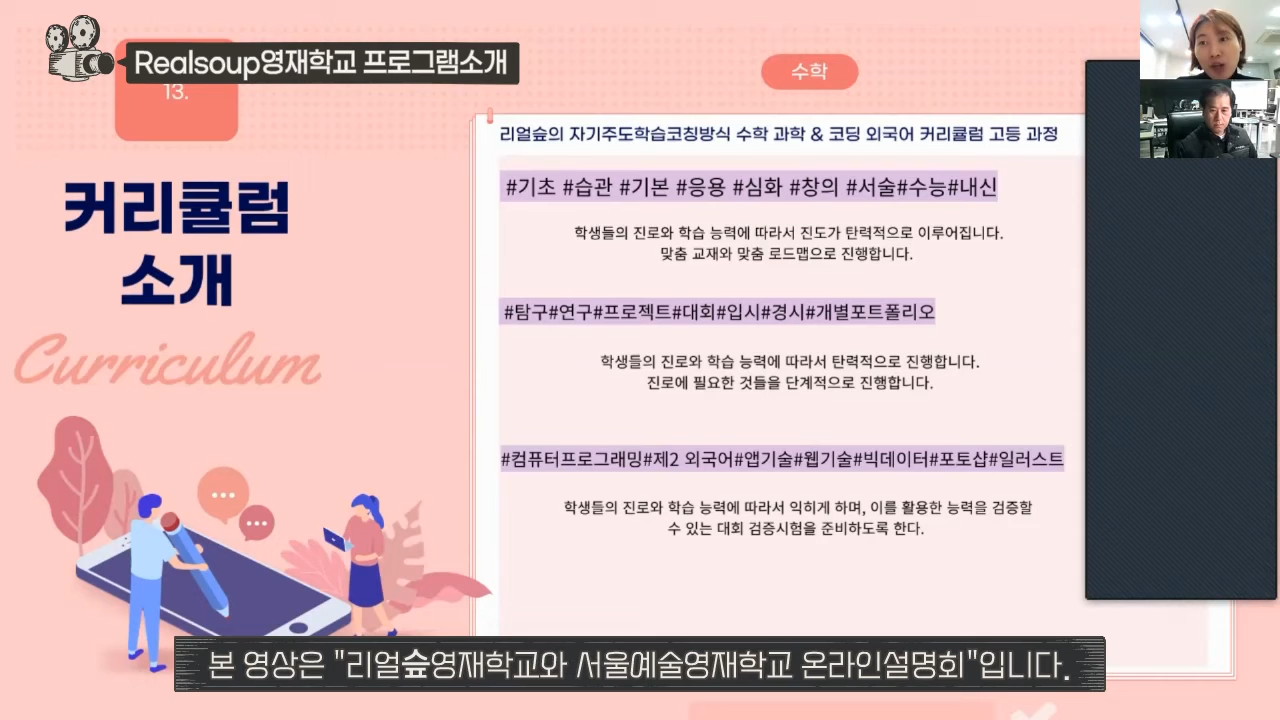 Realsoup영재학교 프로그램소개
13.
커리큘럼
소개
Curriculum
수학
리얼숲의 자기주도학습코칭방식 수학 과학 & 코딩 외국어 커리큘럼 고등 과정
#기초 #습관 #기본 #응용 #심화 #창의 #서술#수능#내신
학생들의 진로와 학습 능력에 따라서 진도가 탄력적으로 이루어집니다.
맞춤 교재와 맞춤 로드맵으로 진행합니다.
#탐구#연구#프로젝트#대회#입시#경시#개별포트폴리오
학생들의 진로와 학습 능력에 따라서 탄력적으로 진행합니다.
진로에 필요한 것들을 단계적으로 진행합니다.
#컴퓨터프로그래밍#제2 외국어#앱기술#웹기술#빅데이터#포토샵#일러스트
학생들의 진로와 학습 능력에 따라서 익히게 하며, 이를 활용한 능력을 검증할
수 있는 대회 검증시험을 준비하도록 한다.
본 영상은 "리얼숲영재학교와 서울예술영재학교 온라인설명회"입니다.